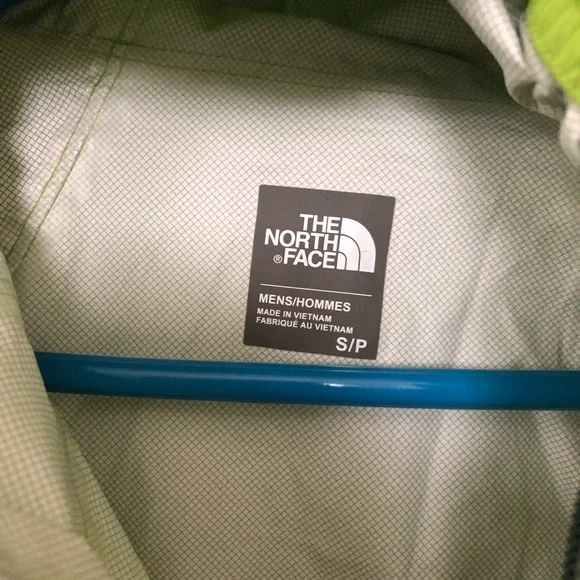 THE
NORTH
® FACE
MENS/HOMMES
MADE IN VIETNAM
FABRIQUÉ AU VIETNAM
S/P